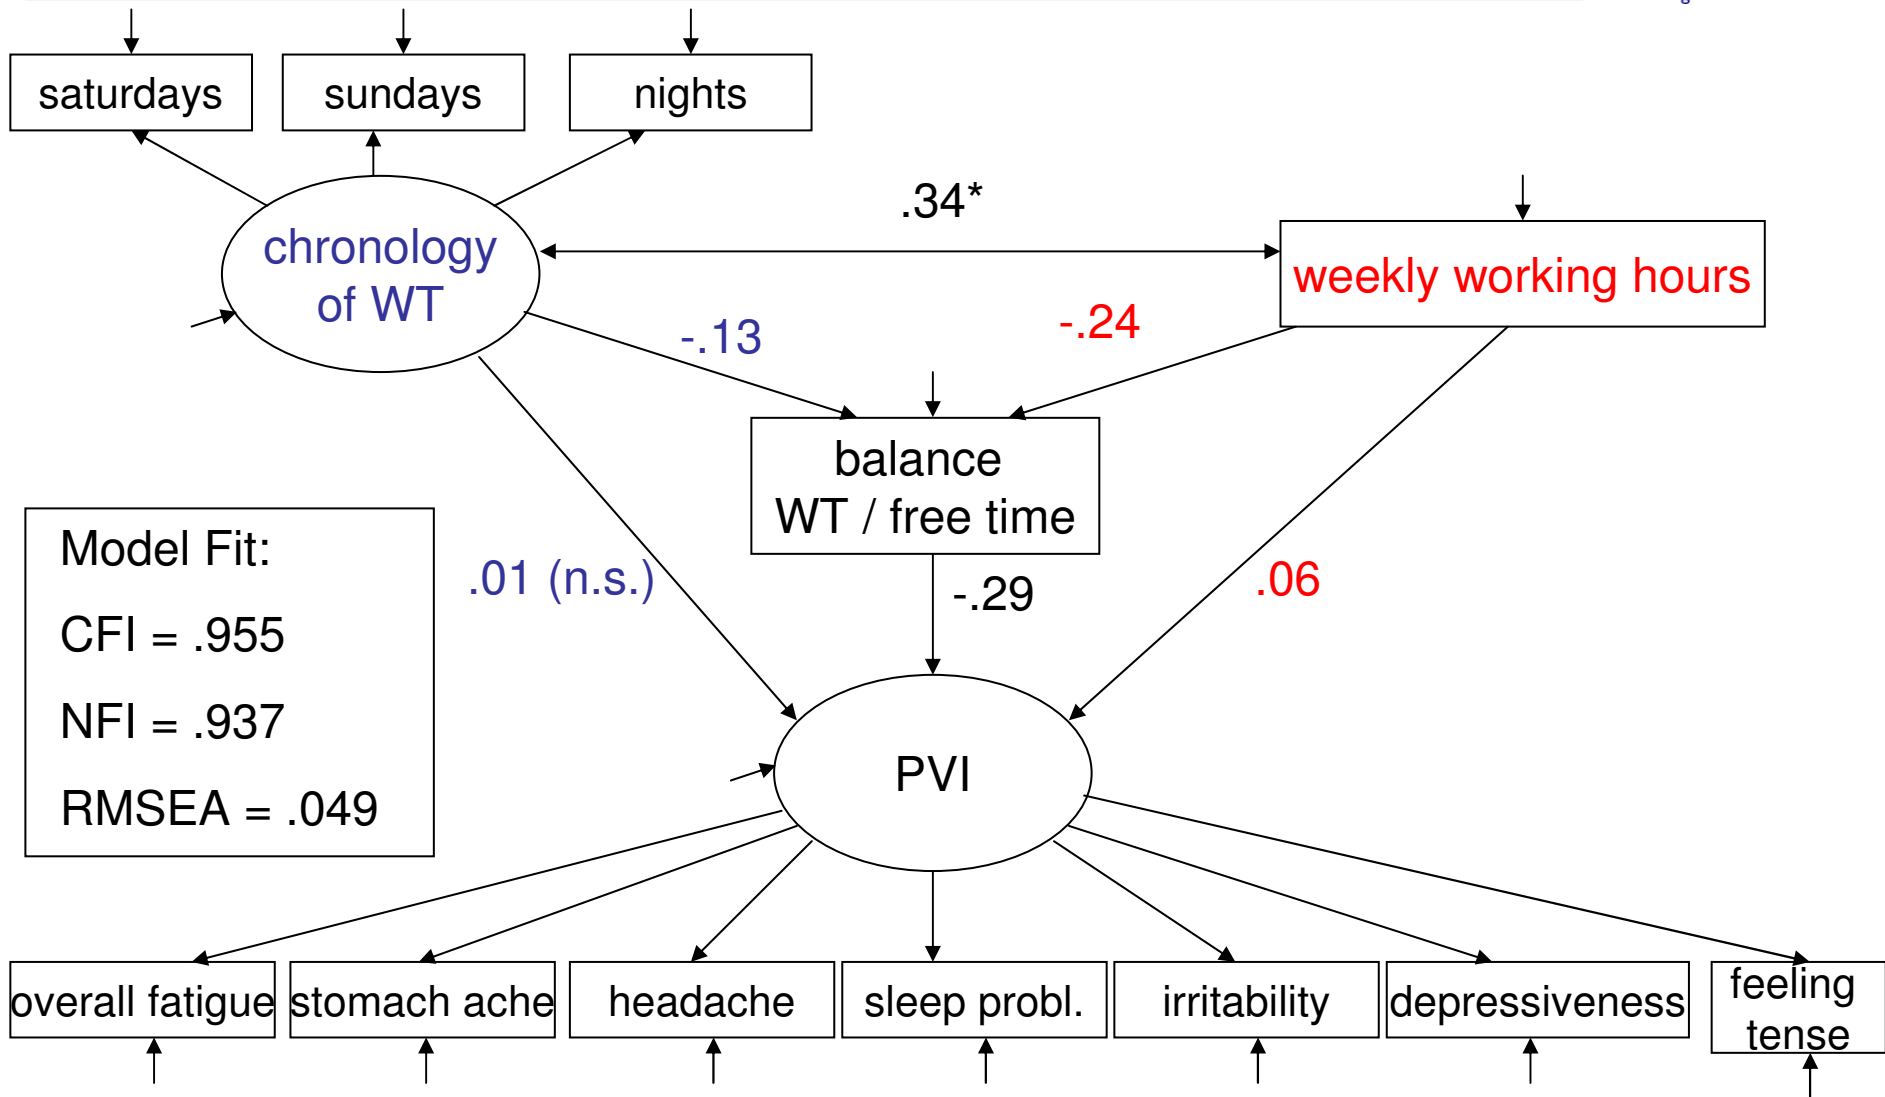 saturdays
sundays
nights
.34*
chronology
of WT
weekly working hours
-.13
-.24
balance
WT / free time
Model Fit:
CFI = .955
NFI = .937
RMSEA = .049
.01 (n.s.)
-.29
.06
PVI
overall fatigue
stomach ache
headache
sleep probl.
irritability
depressiveness
feeling
tense